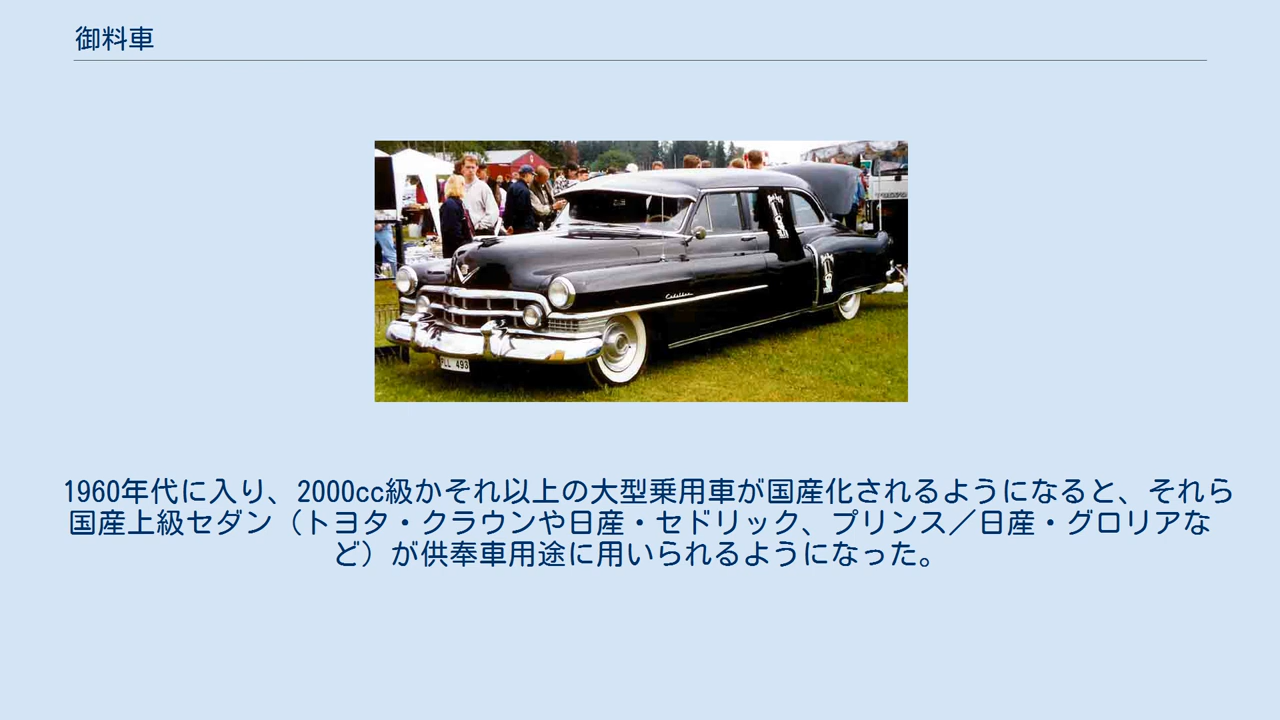 御料車
Cadillac
PLL 493
1960年代に入り、2000cc級かそれ以上の大型乗用車が国産化されるようになると、それら
国産上級セダン（トヨタ・クラウンや日産・セドリック、プリンス／日産・グロリアな
ど）が供奉車用途に用いられるようになった。